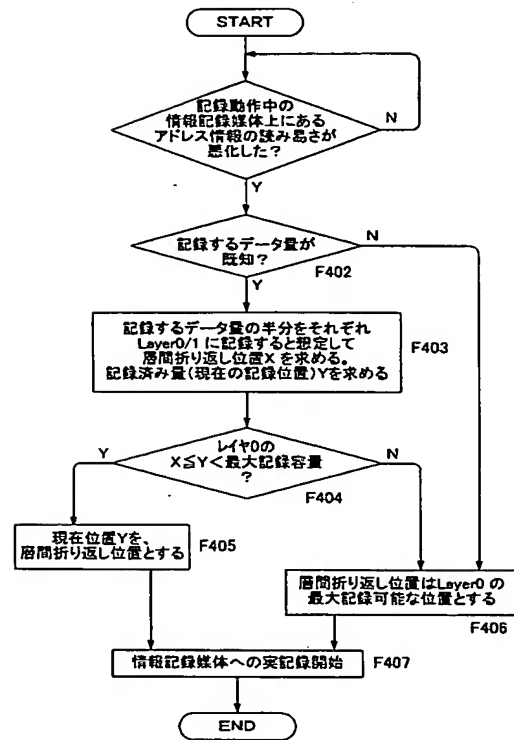 START
記録動作中の
情報記録媒体上にある
アドレス情報の読み易さが
悪化した？
N
Y
記録するデータ量が
既知？
N
F402
Y
記録するデータ量の半分をそれぞれ
Layer0/1 に記録すると想定して
層間折り返し位置X を求める。
記録済み量(現在の記録位置)Yを求める
F403
Y
レイヤ0の
X≦Y<最大記録容量
？
N
F404
現在位置Yを、
層間折り返し位置とする
F405
層間折り返し位置はLayer0 の
最大記録可能な位置とする
F406
情報記録媒体への実記録開始
F407
END